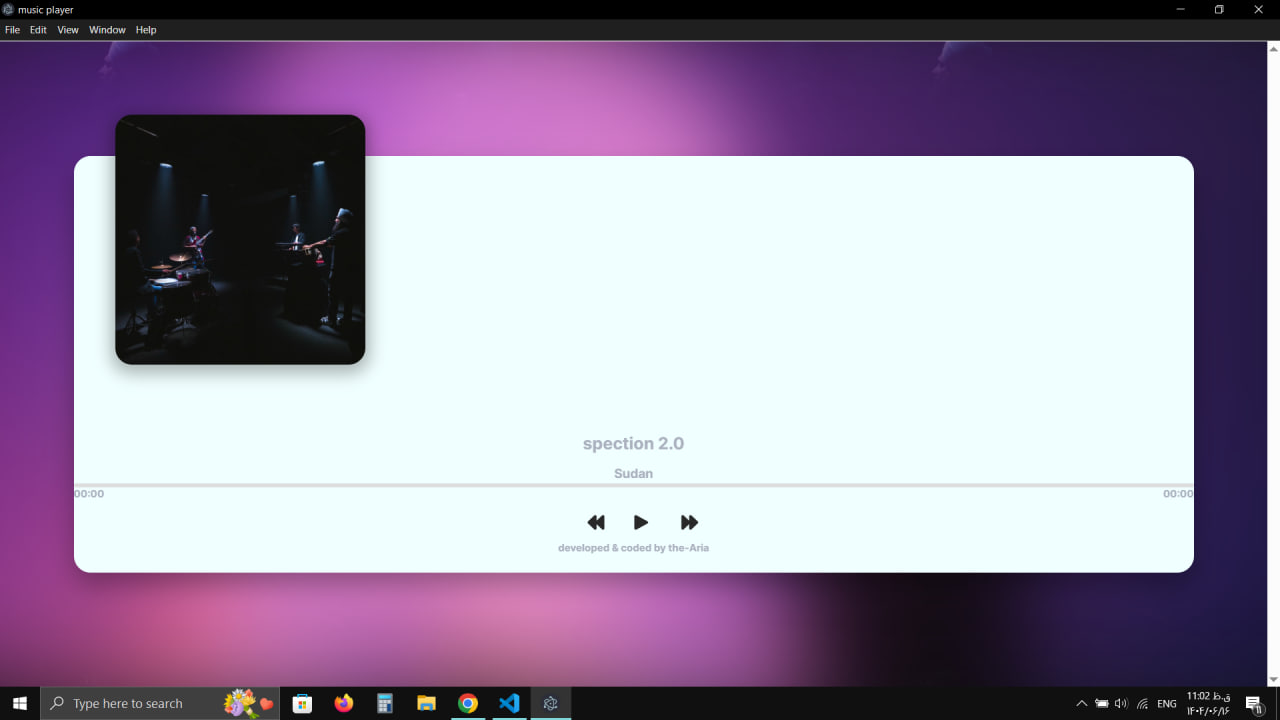 music player
File Edit View Window Help
spection 2.0
Sudan
00:00 00:00
developed & coded by the-Aria
Type here to search
ENG
11:02 ق.ظ
۱۴۰۴/۰۶/۱۶